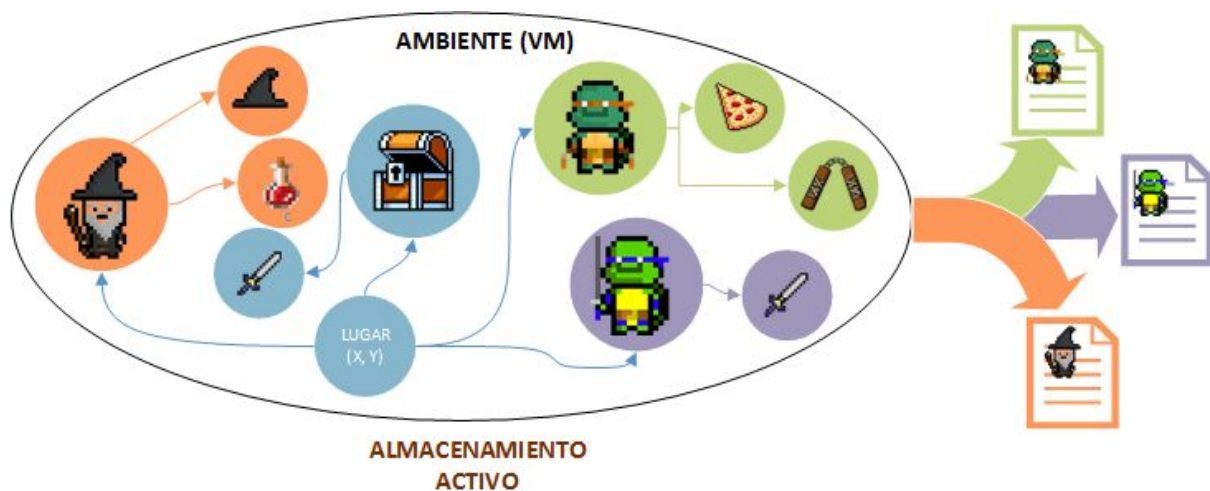 AMBIENTE (VM)
C
LUGAR
(X, Y)
ALMACENAMIENTO
ACTIVO